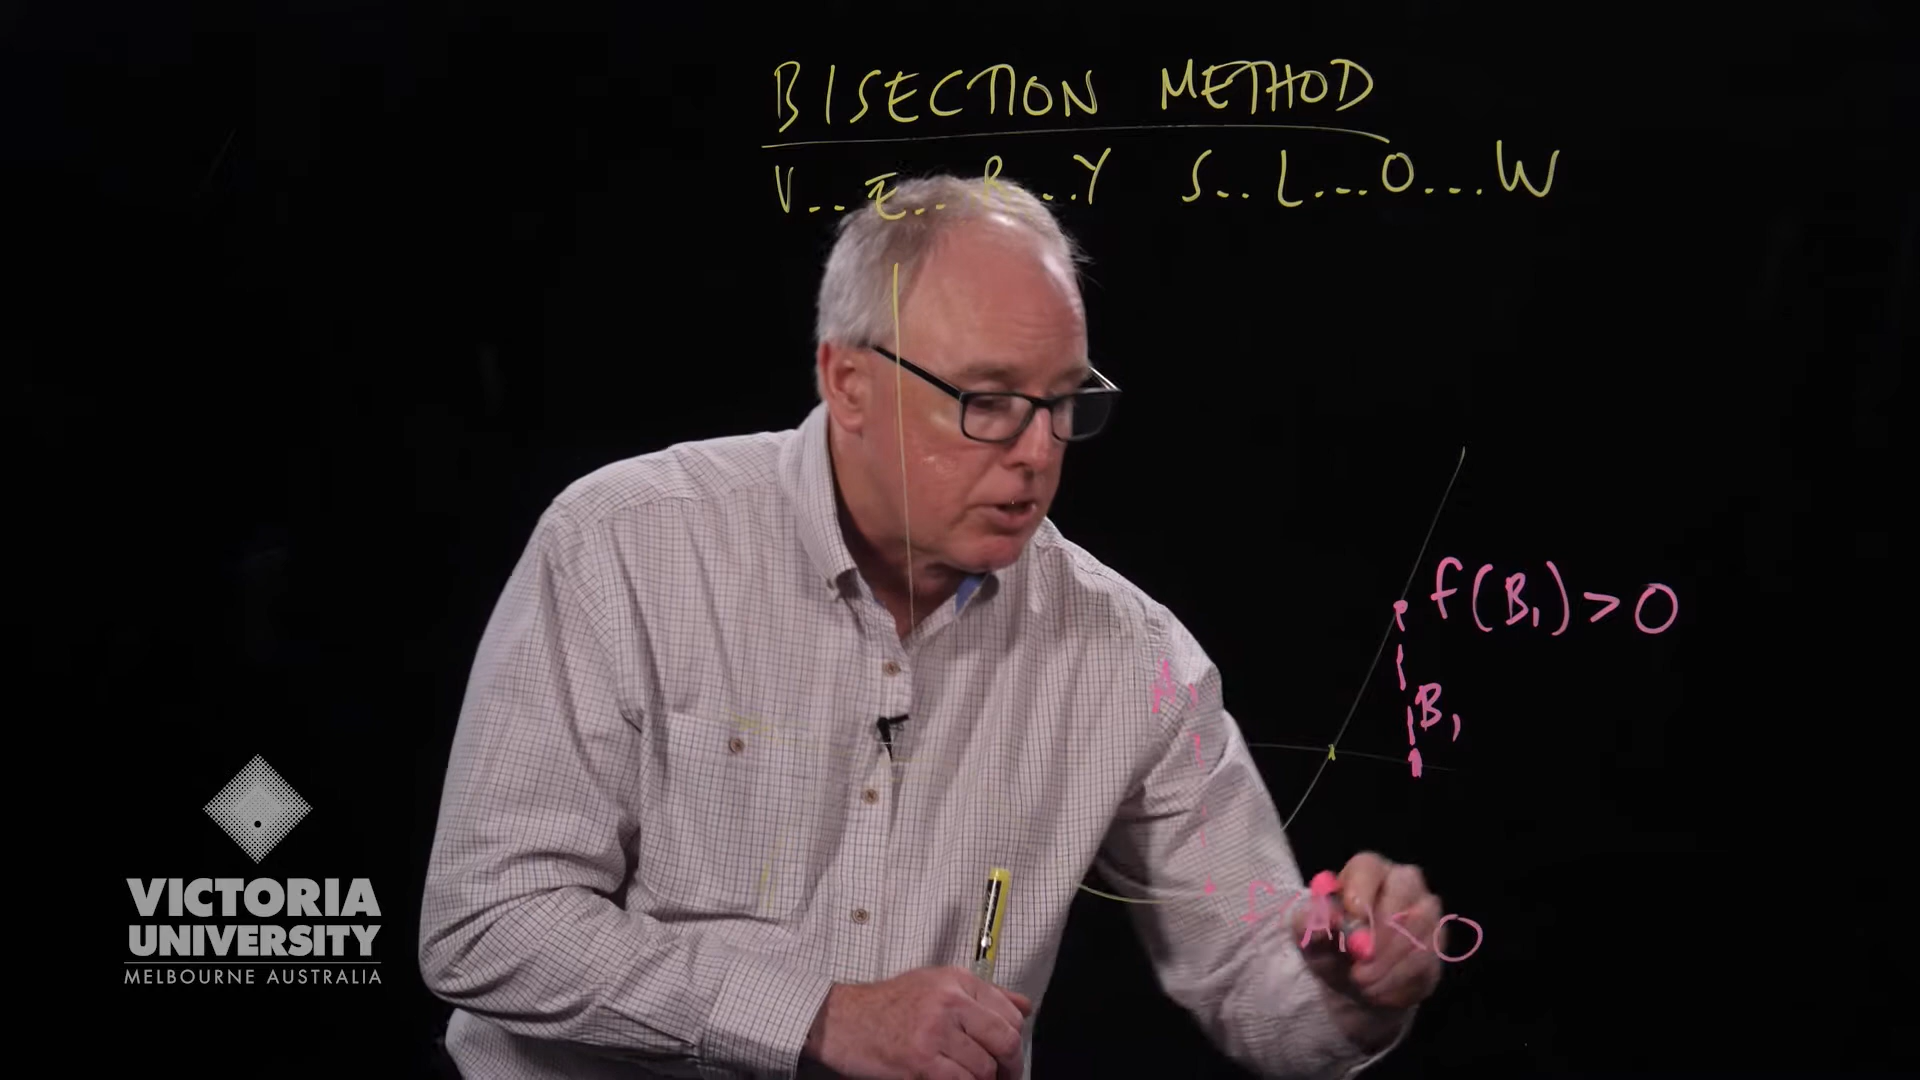 BISECTION METHOD
V..E..R...Y S..L...O...W
f(B₁)>0
A₁
B₁
f(A₁)<0
VICTORIA
UNIVERSITY
MELBOURNE AUSTRALIA